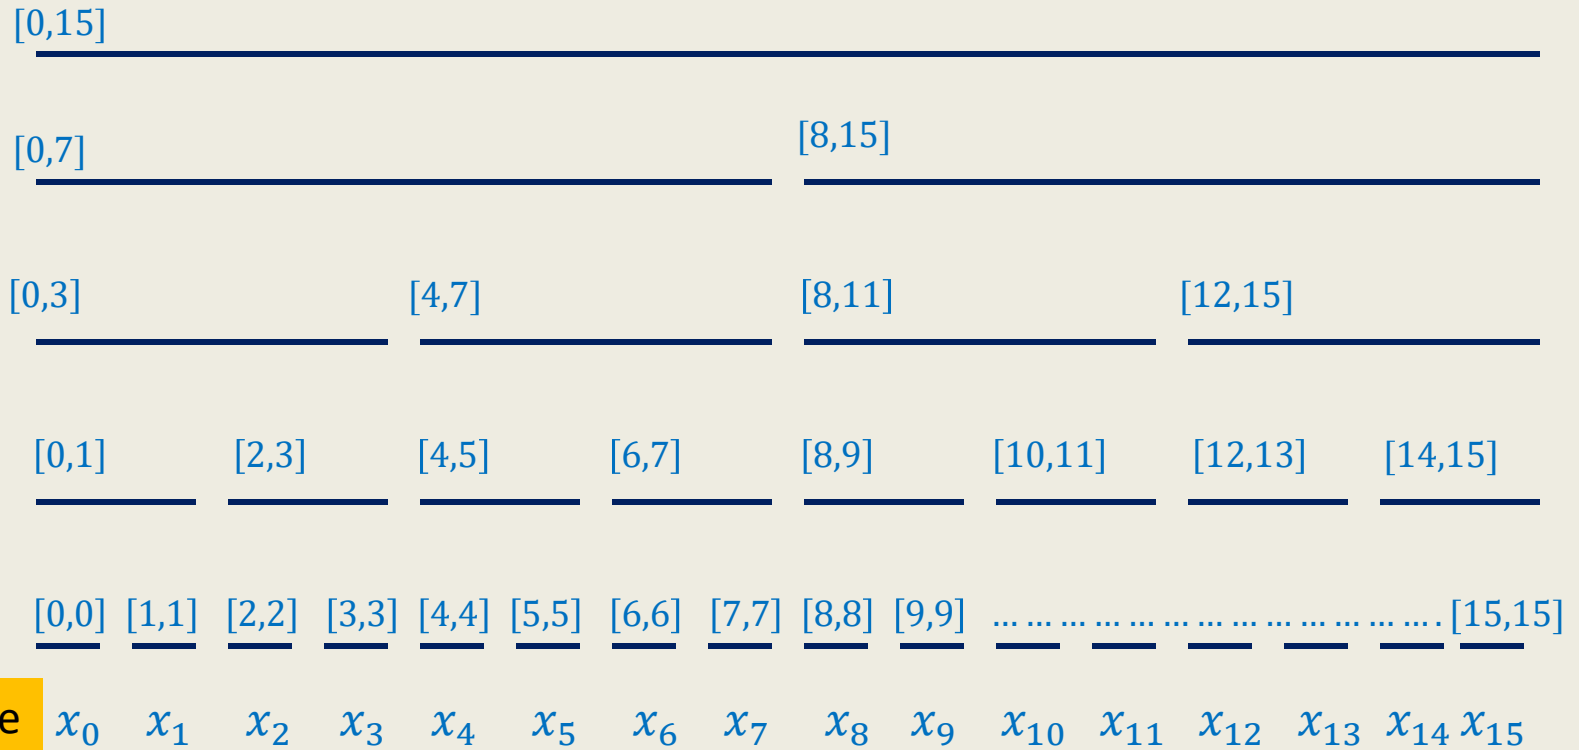 [0,15]
[0,7] [8,15]
[0,3] [4,7] [8,11] [12,15]
[0,1] [2,3] [4,5] [6,7] [8,9] [10,11] [12,13] [14,15]
[0,0] [1,1] [2,2] [3,3] [4,4] [5,5] [6,6] [7,7] [8,8] [9,9] … … … … … … … … … … … … … . [15,15]
e x₀ x₁ x₂ x₃ x₄ x₅ x₆ x₇ x₈ x₉ x₁₀ x₁₁ x₁₂ x₁₃ x₁₄ x₁₅